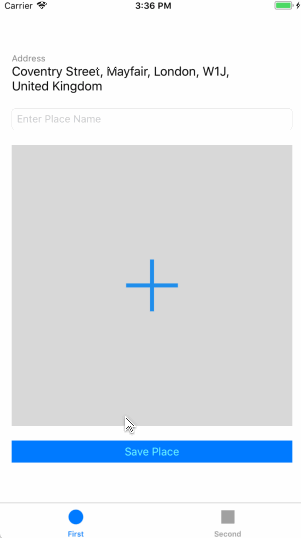 Carrier 3:36 PM
Address
Coventry Street, Mayfair, London, W1J,
United Kingdom
Enter Place Name
Save Place
First Second